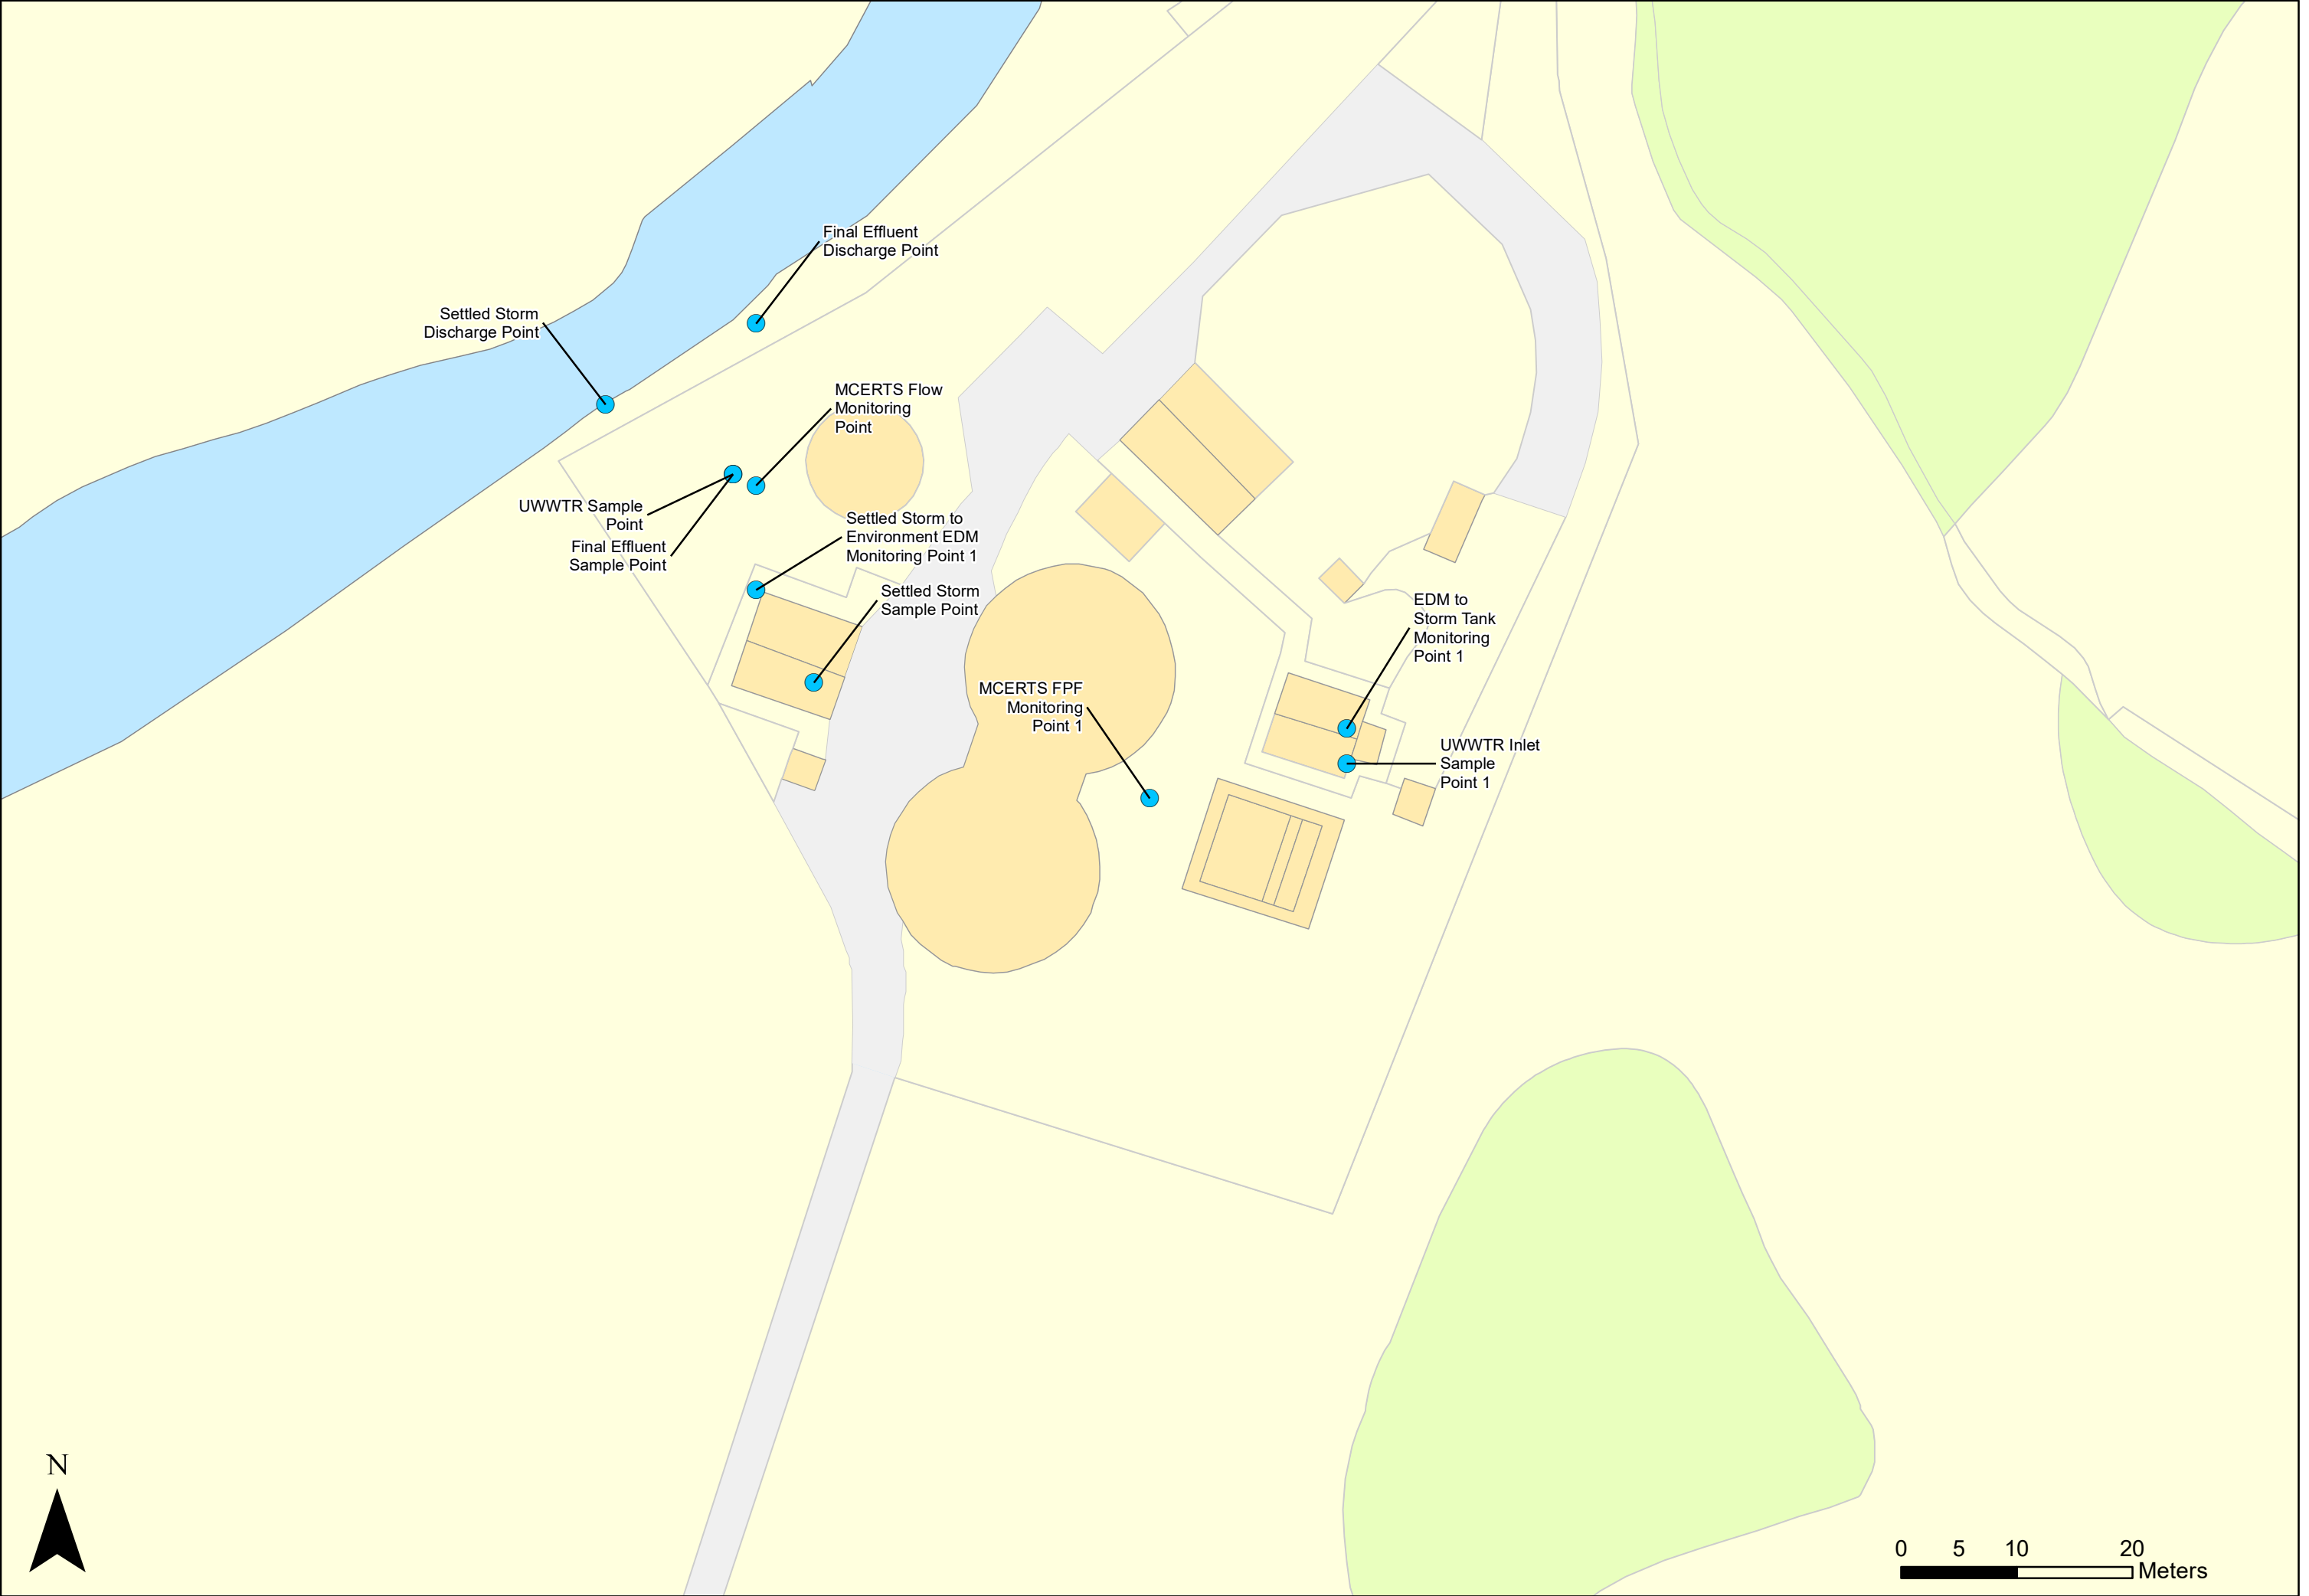 Final Effluent
Discharge Point
Settled Storm
Discharge Point
MCERTS Flow
Monitoring
Point
UWWTR Sample
Point
Final Effluent
Sample Point
Settled Storm to
Environment EDM
Monitoring Point 1
Settled Storm
Sample Point
EDM to
Storm Tank
Monitoring
Point 1
MCERTS FPF
Monitoring
Point 1
UWWTR Inlet
Sample
Point 1
N
0 5 10 20
Meters